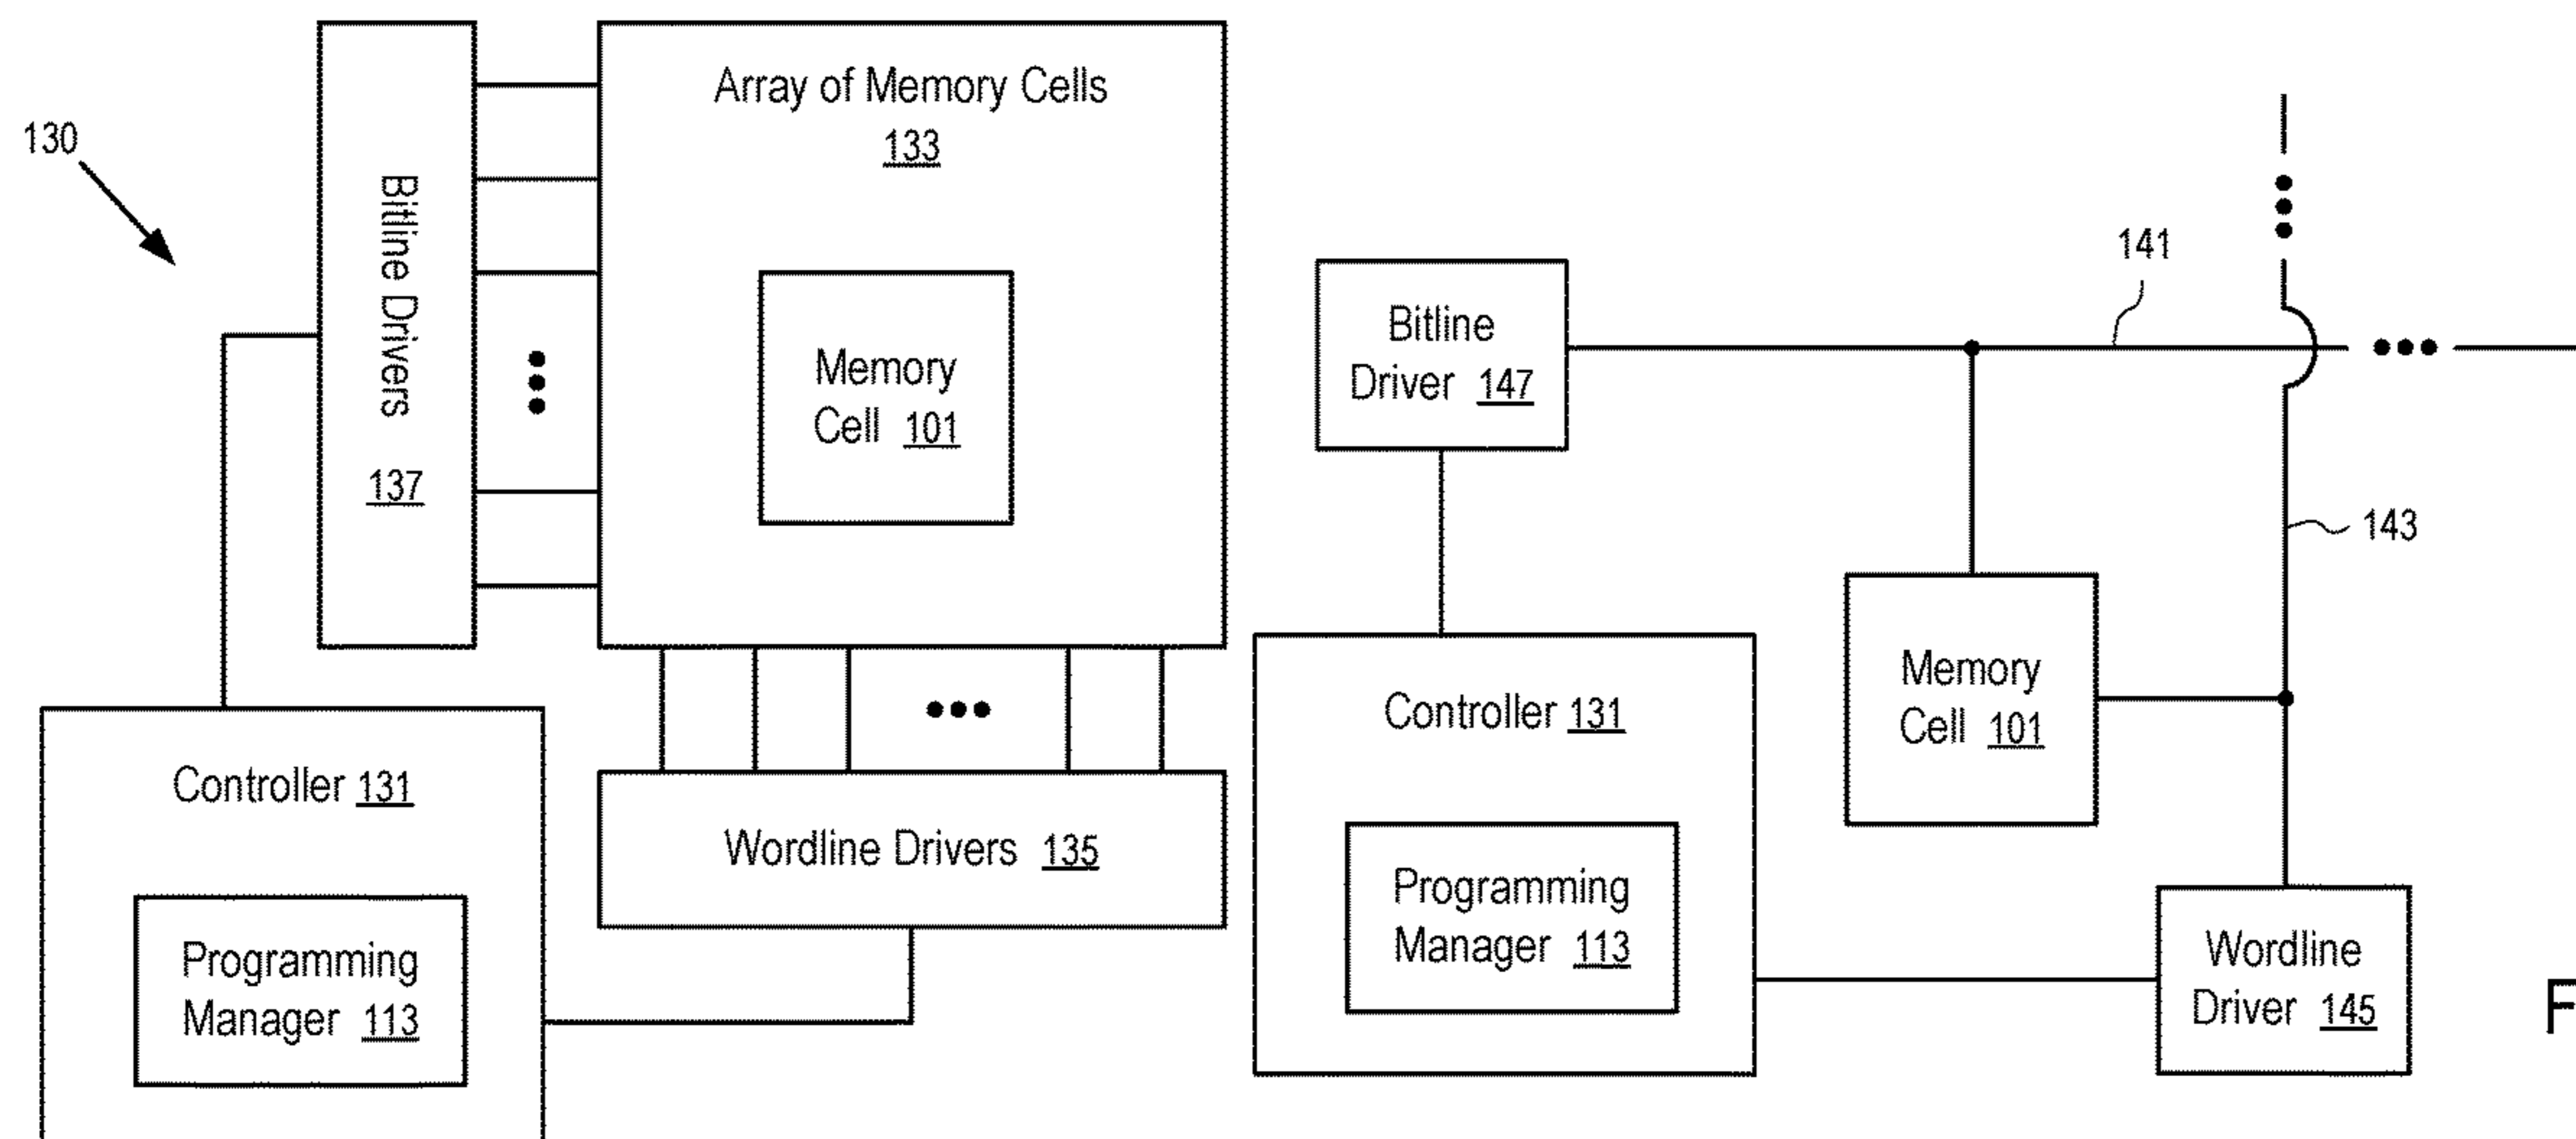 130
Bitline Drivers 137
Array of Memory Cells
133
Memory
Cell 101
Controller 131
Programming
Manager 113
Wordline Drivers 135
Bitline
Driver 147
141
143
Memory
Cell 101
Controller 131
Programming
Manager 113
Wordline
Driver 145
F